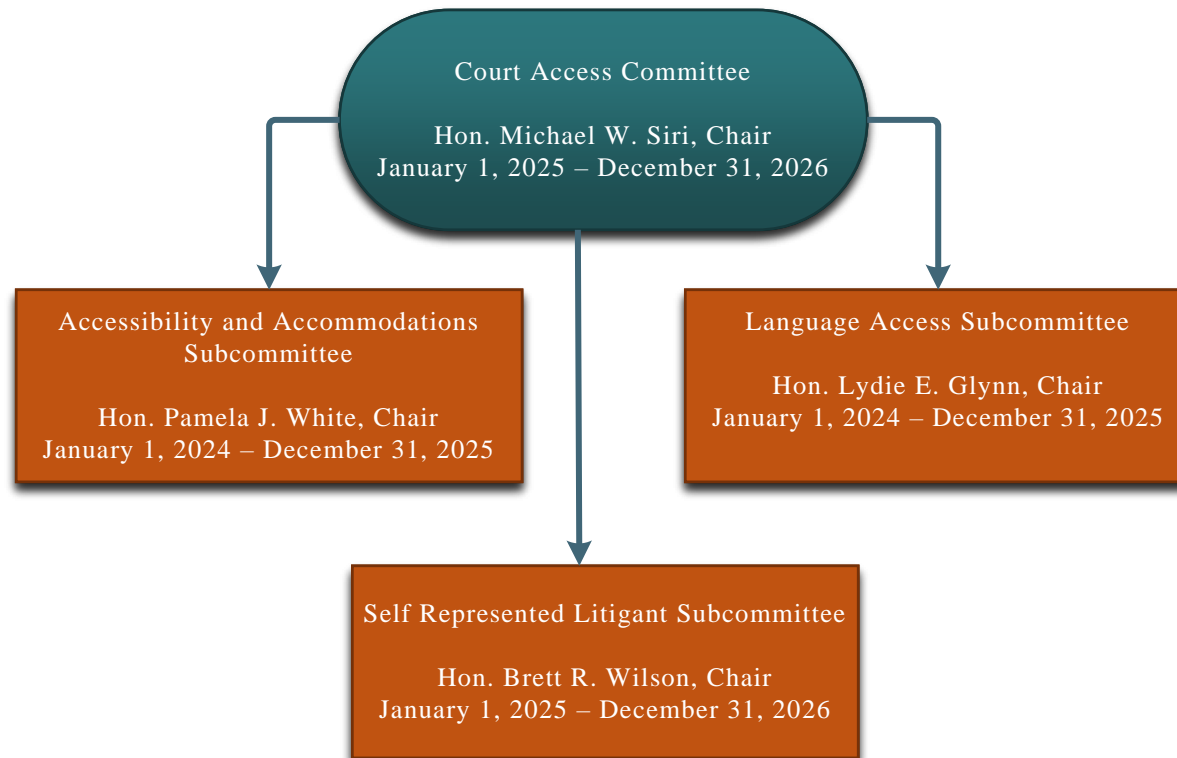 Court Access Committee
Hon. Michael W. Siri, Chair
January 1, 2025 – December 31, 2026
Accessibility and Accommodations
Subcommittee
Hon. Pamela J. White, Chair
January 1, 2024 – December 31, 2025
Language Access Subcommittee
Hon. Lydie E. Glynn, Chair
January 1, 2024 – December 31, 2025
Self Represented Litigant Subcommittee
Hon. Brett R. Wilson, Chair
January 1, 2025 – December 31, 2026